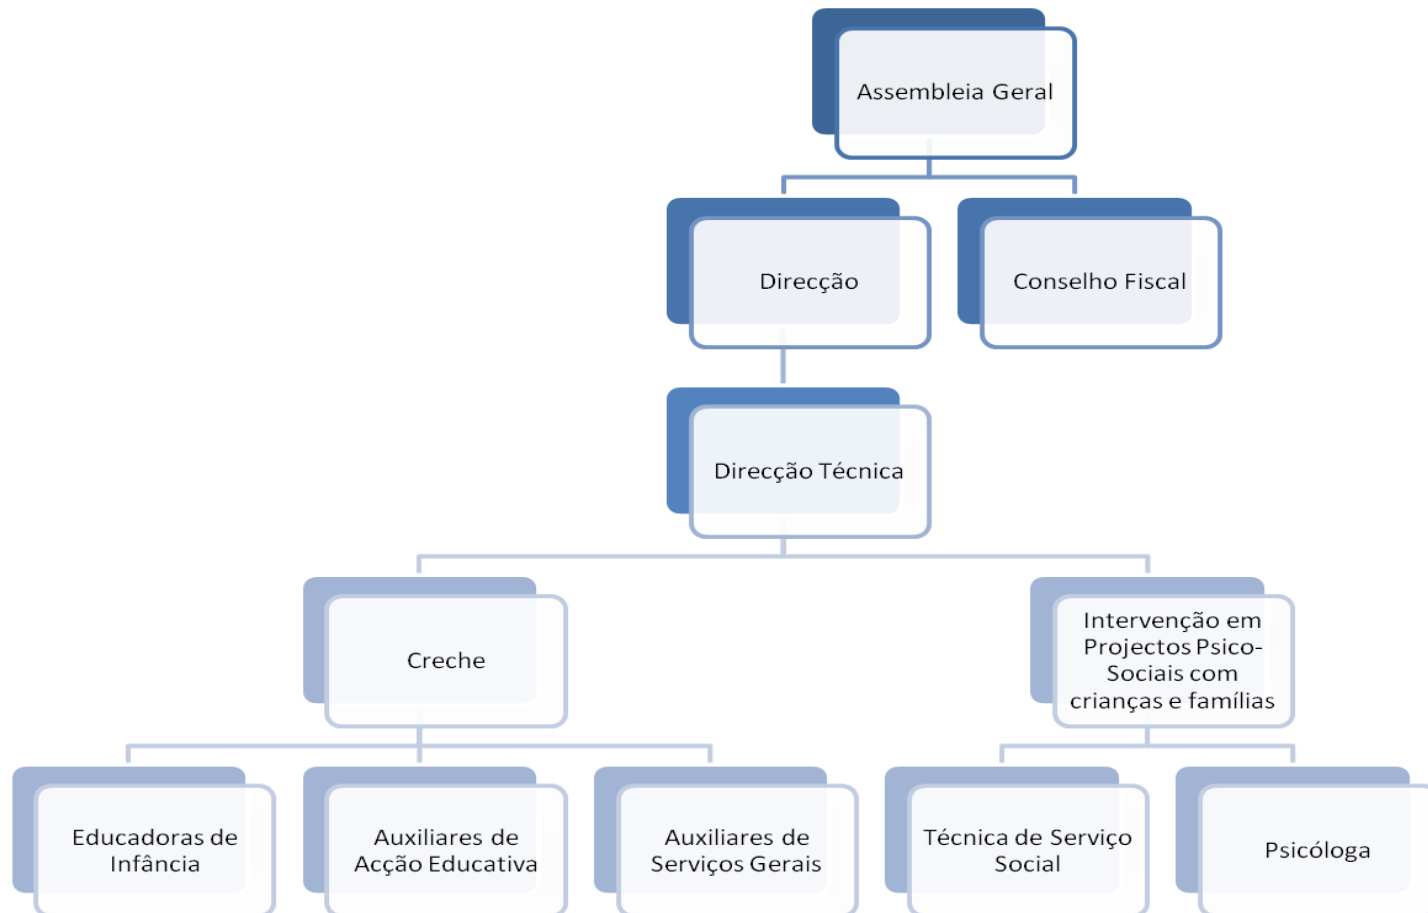 Assembleia Geral
Direcção
Conselho Fiscal
Direcção Técnica
Creche
Intervenção em
Projectos Psico-
Sociais com
crianças e famílias
Educadoras de
Infância
Auxiliares de
Acção Educativa
Auxiliares de
Serviços Gerais
Técnica de Serviço
Social
Psicóloga